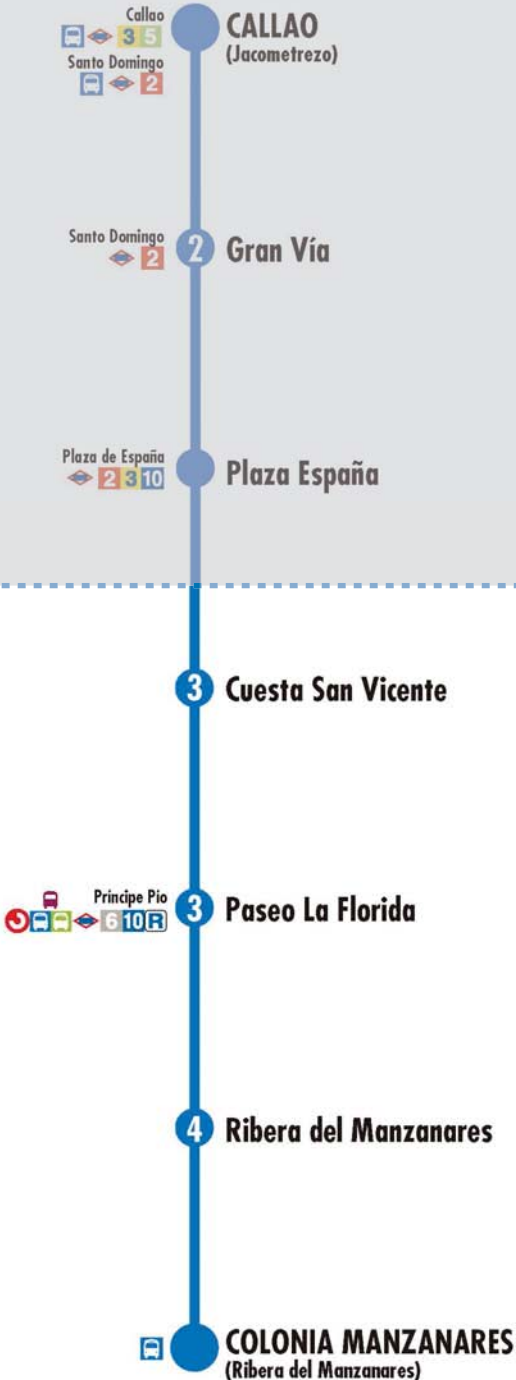 Callao
3 5
CALLAO
(Jacometrezo)
Santo Domingo
2
Santo Domingo
2
2
Gran Vía
Plaza de España
2 3 10
Plaza España
3
Cuesta San Vicente
Principe Pio
6 10 R
3
Paseo La Florida
4
Ribera del Manzanares
COLONIA MANZANARES
(Ribera del Manzanares)